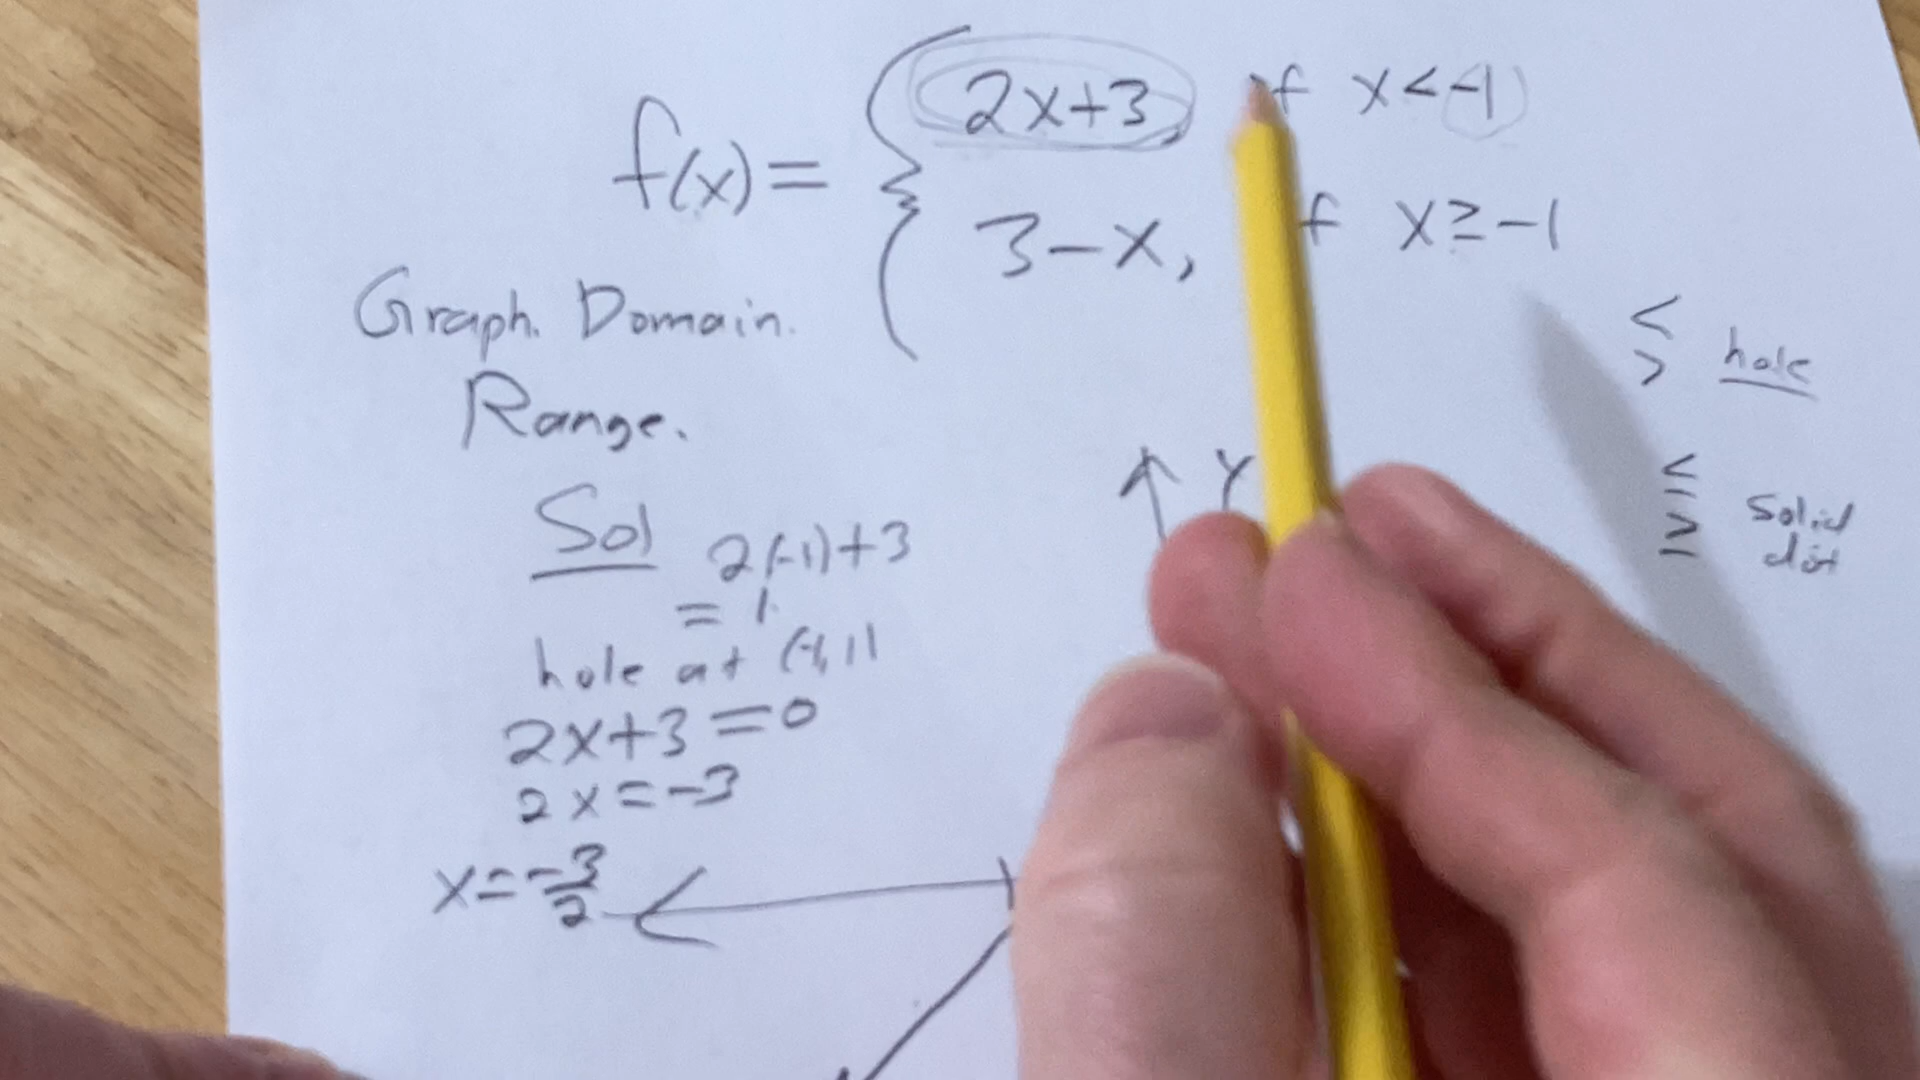 f(x) = { 2x+3, if x < -1
3-x, if x ≥ -1
Graph. Domain.
Range.
<
> hole
≤
≥ Solid
dot
Y
Sol 2(-1)+3
= 1
hole at (-1, 1)
2x+3=0
2x=-3
x=-3/2